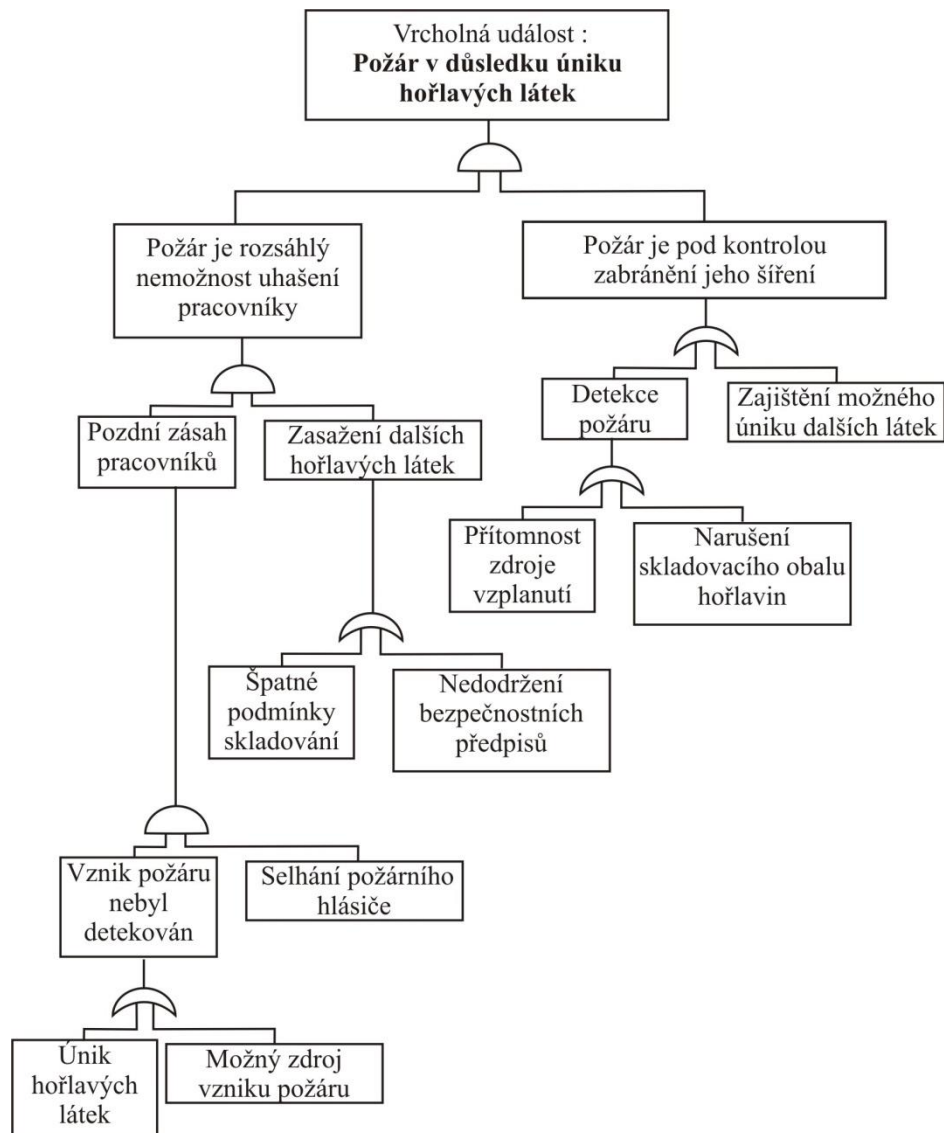 Vrcholná událost :
Požár v důsledku úniku
hořlavých látek
Požár je rozsáhlý
nemožnost uhašení
pracovníky
Požár je pod kontrolou
zabránění jeho šíření
Pozdní zásah
pracovníků
Zasažení dalších
hořlavých látek
Detekce
požáru
Zajištění možného
úniku dalších látek
Přítomnost
zdroje
vzplanutí
Narušení
skladovacího obalu
hořlavin
Špatné
podmínky
skladování
Nedodržení
bezpečnostních
předpisů
Vznik požáru
nebyl
detekován
Selhání požárního
hlásiče
Únik
hořlavých
látek
Možný zdroj
vzniku požáru